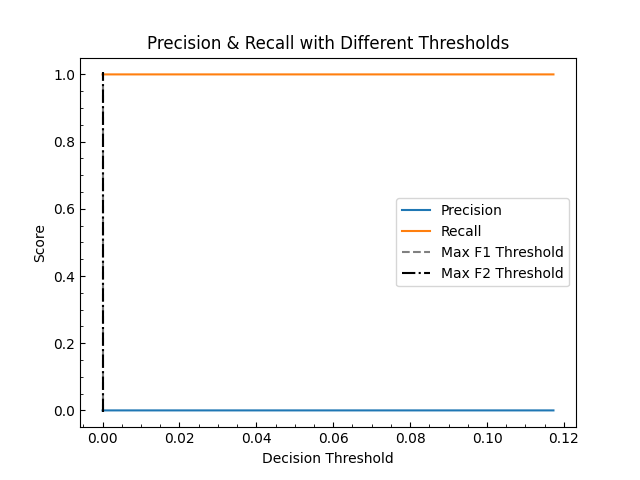 Precision & Recall with Different Thresholds
1.0
0.8
0.6
0.4
0.2
0.0
Score
Precision
Recall
Max F1 Threshold
Max F2 Threshold
0.00 0.02 0.04 0.06 0.08 0.10 0.12
Decision Threshold